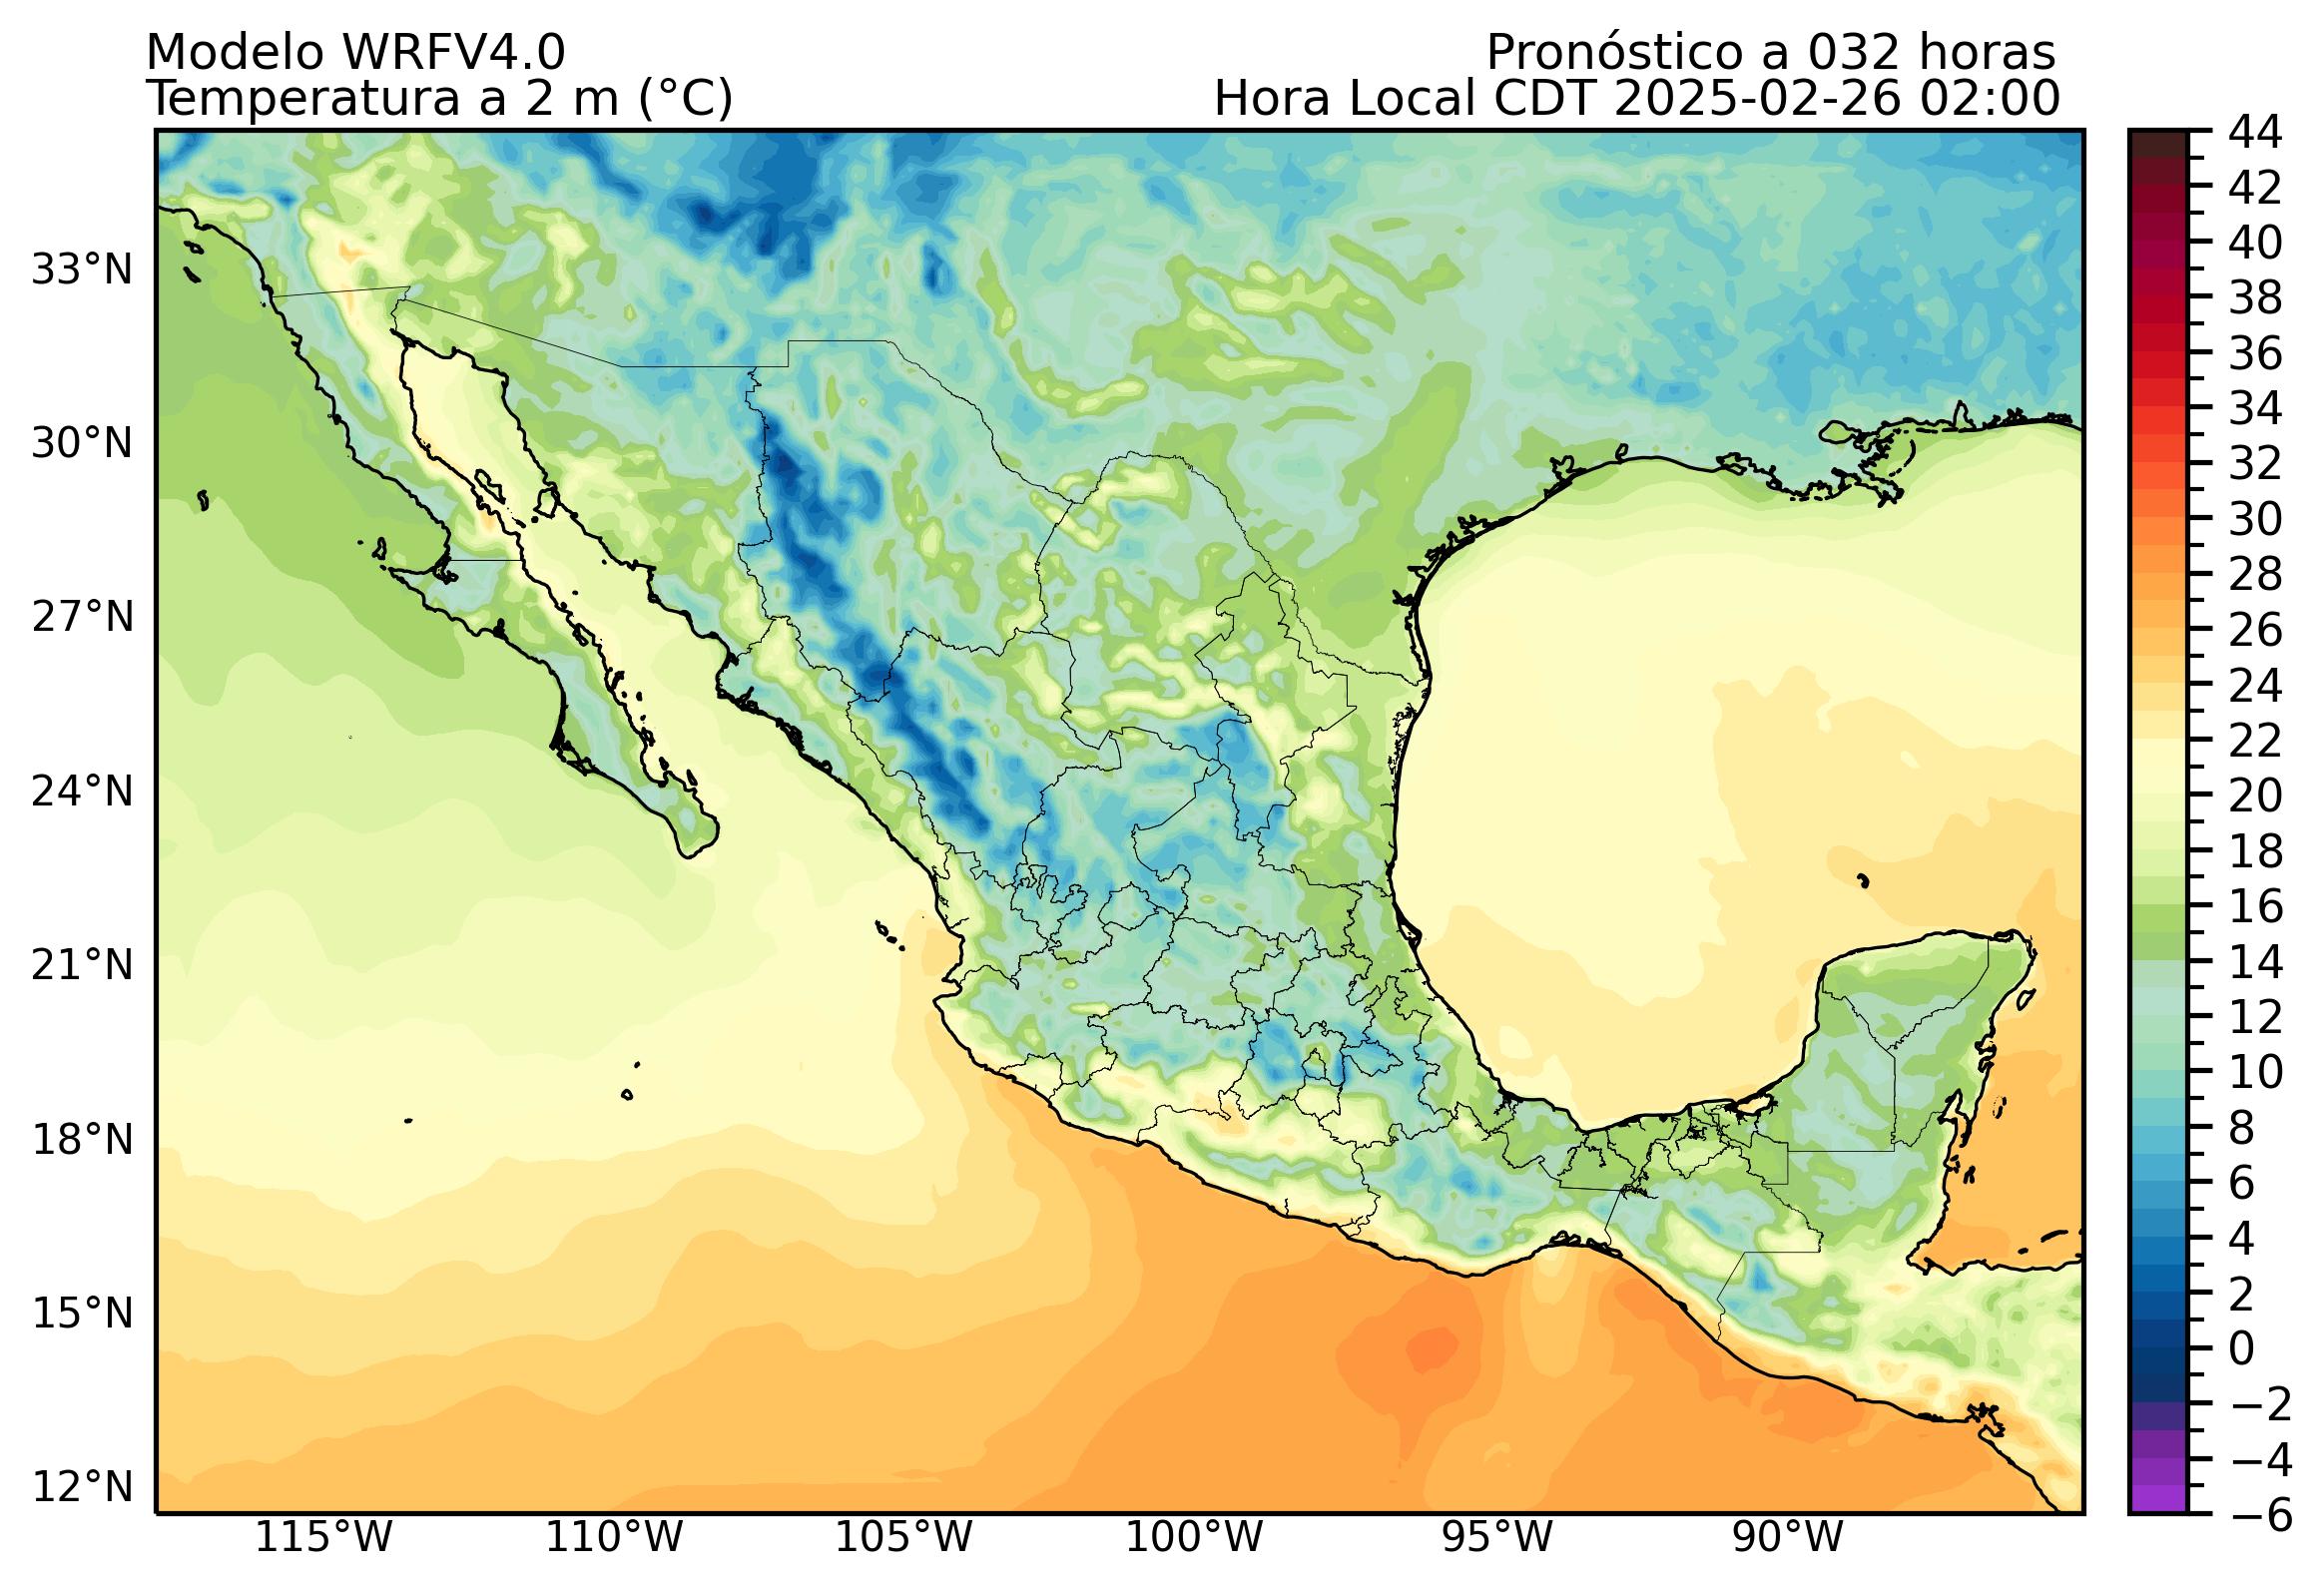 Modelo WRFV4.0
Pronóstico a 032 horas
Temperatura a 2 m (°C)
Hora Local CDT 2025-02-26 02:00
44
42
40
38
36
34
32
30
28
26
24
22
20
18
16
14
12
10
8
6
4
2
0
−2
−4
−6
33°N
30°N
27°N
24°N
21°N
18°N
15°N
12°N
115°W
110°W
105°W
100°W
95°W
90°W